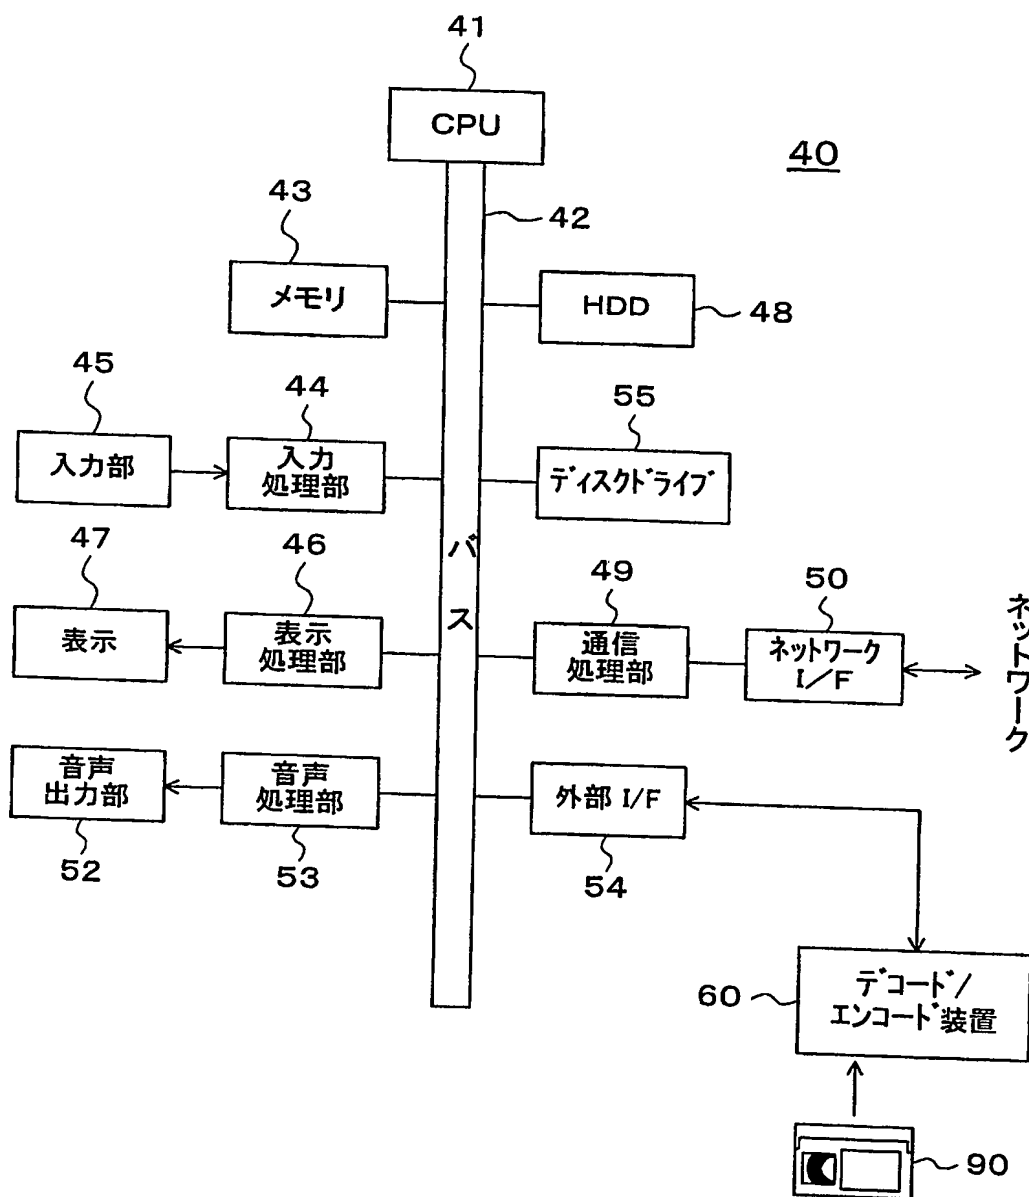 41
CPU
40
42
43
メモリ
HDD
48
45
入力部
44
入力
処理部
55
ディスクドライブ
バス
47
表示
46
表示
処理部
49
通信
処理部
50
ネットワーク
I/F
ネットワーク
音声
出力部
52
音声
処理部
53
外部 I/F
54
60
デコード/
エンコード装置
90